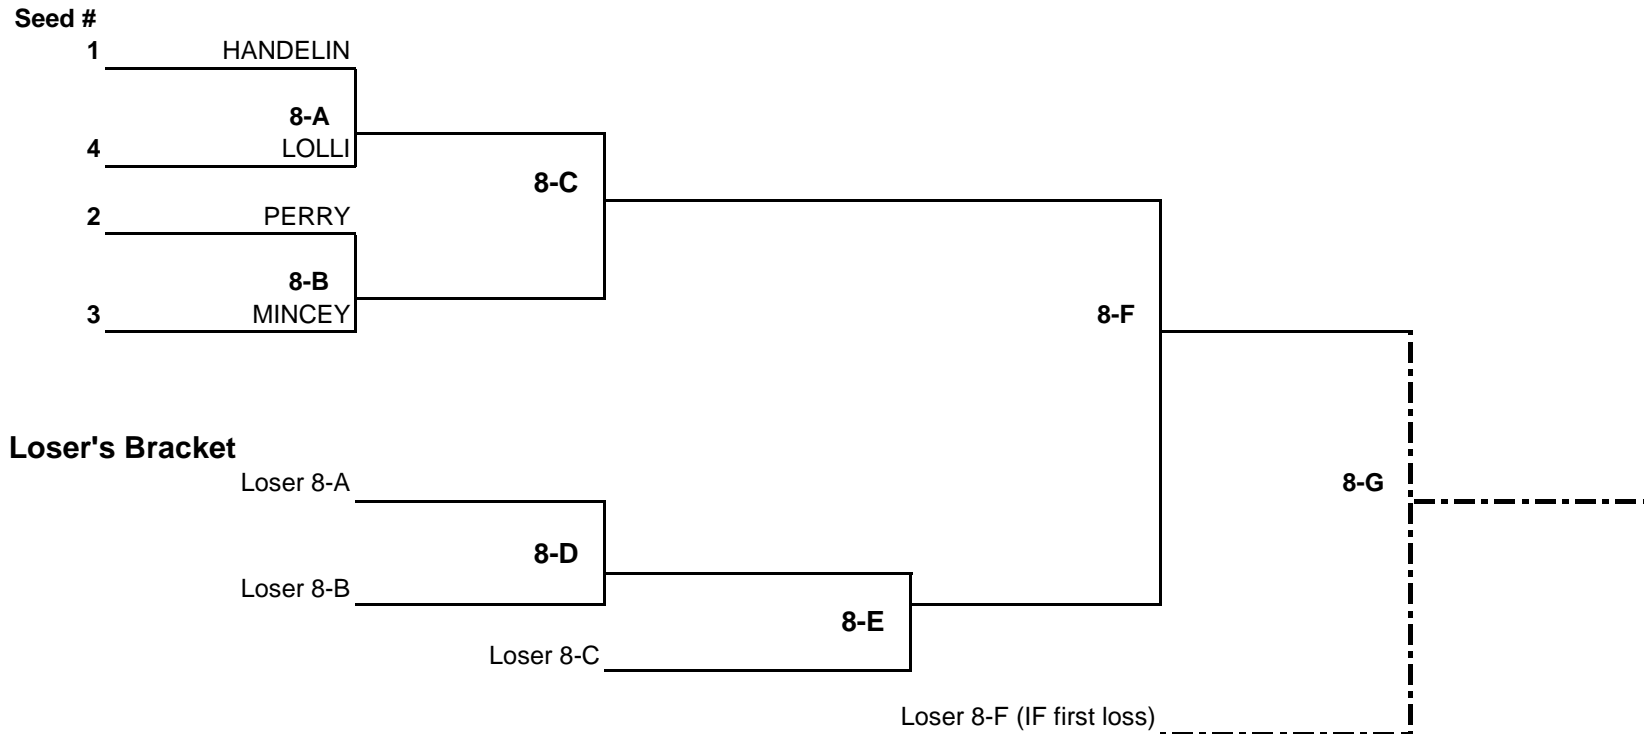 Seed #
1 HANDELIN
8-A
4 LOLLI
8-C
2 PERRY
8-B
3 MINCEY
8-F
Loser's Bracket
Loser 8-A
8-G
8-D
Loser 8-B
8-E
Loser 8-C
Loser 8-F (IF first loss)